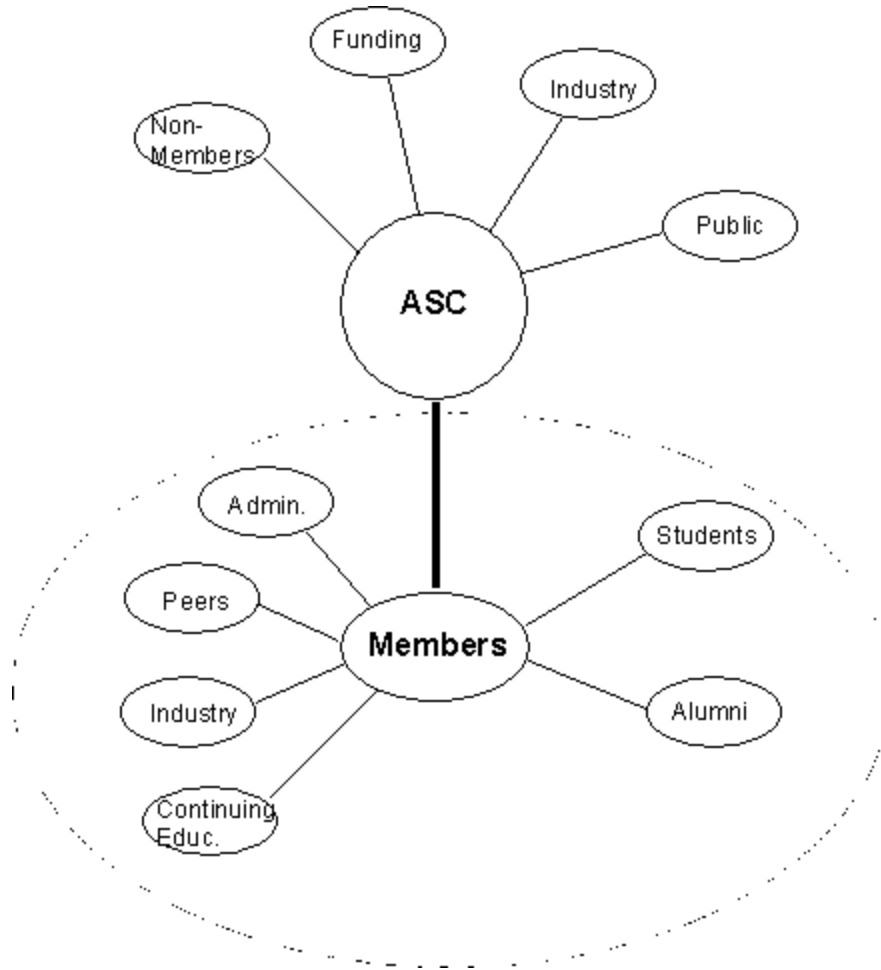 Funding
Industry
Non-
Members
Public
ASC
Admin.
Students
Peers
Members
Industry
Alumni
Continuing
Educ.